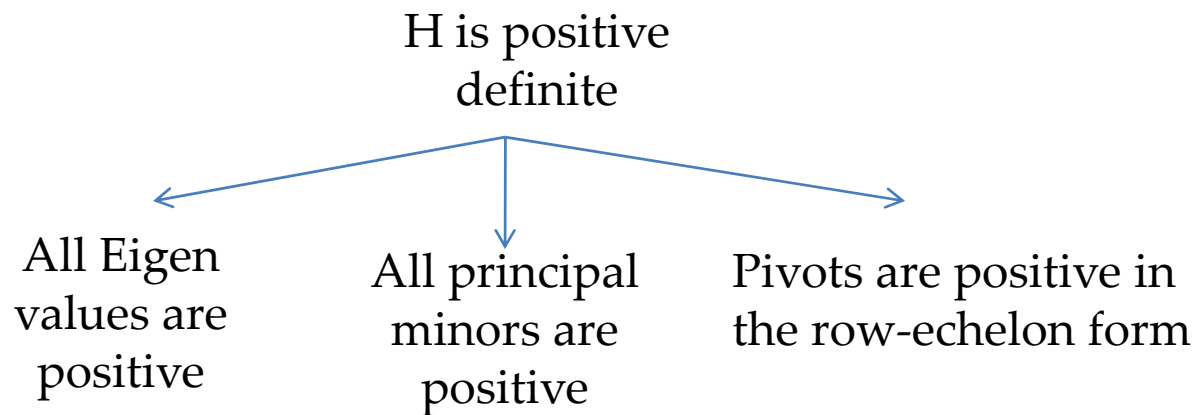 H is positive
definite
All Eigen
values are
positive
All principal
minors are
positive
Pivots are positive in
the row-echelon form